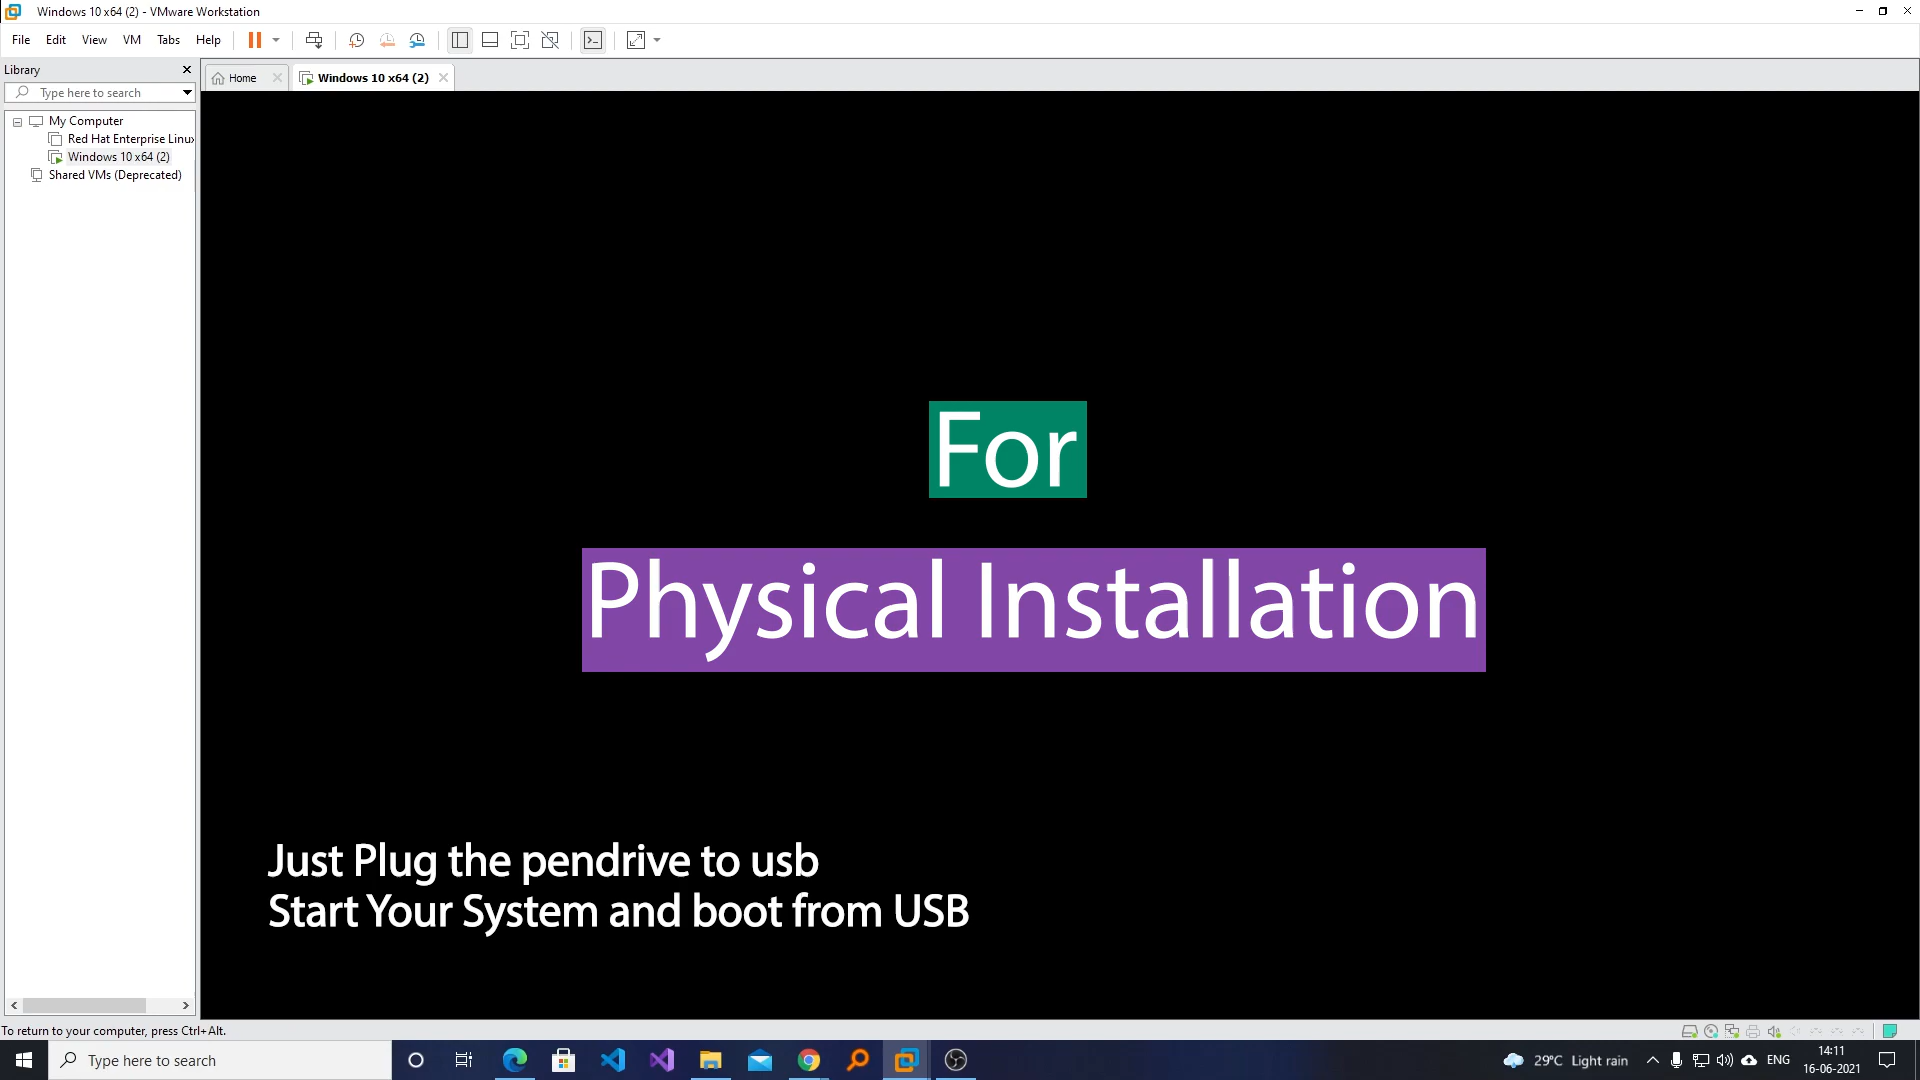 Windows 10 x64 (2) - VMware Workstation
File Edit View VM Tabs Help
Library
Home
Windows 10 x64 (2)
Type here to search
My Computer
Red Hat Enterprise Linux
Windows 10 x64 (2)
Shared VMs (Deprecated)
For
Physical Installation
Just Plug the pendrive to usb
Start Your System and boot from USB
To return to your computer, press Ctrl+Alt.
Type here to search
29°C Light rain
ENG
14:11
16-06-2021